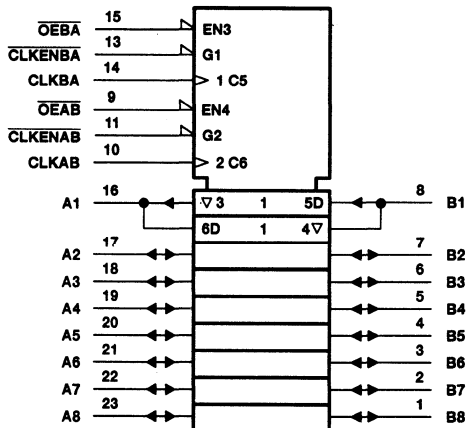 15
OEBA EN3
13
CLKENBA G1
14
CLKBA 1 C5
9
OEAB EN4
11
CLKENAB G2
10
CLKAB 2 C6
16 8
A1 ▽ 3 1 5D B1
6D 1 4 ▽
17 7
A2 B2
18 6
A3 B3
19 5
A4 B4
20 4
A5 B5
21 3
A6 B6
22 2
A7 B7
23 1
A8 B8